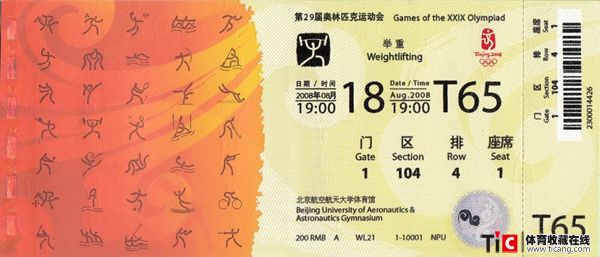 第29届奥林匹克运动会 Games of the XXIX Olympiad
举重
Weightlifting
Beijing 2008
日期 / 时间
2008年08月
19:00
18
Date / Time
Aug.2008
19:00
T65
门 区 排 座席
Gate Section Row Seat
1 104 4 1
北京航空航天大学体育馆
Beijing University of Aeronautics &
Astronautics Gymnasium
200 RMB A WL21 1-10001 NPU
座席 Seat 1
排 Row 4
区 Section 104
门 Gate 1
2300014426
T65
TiC 体育收藏在线
www.ticang.com